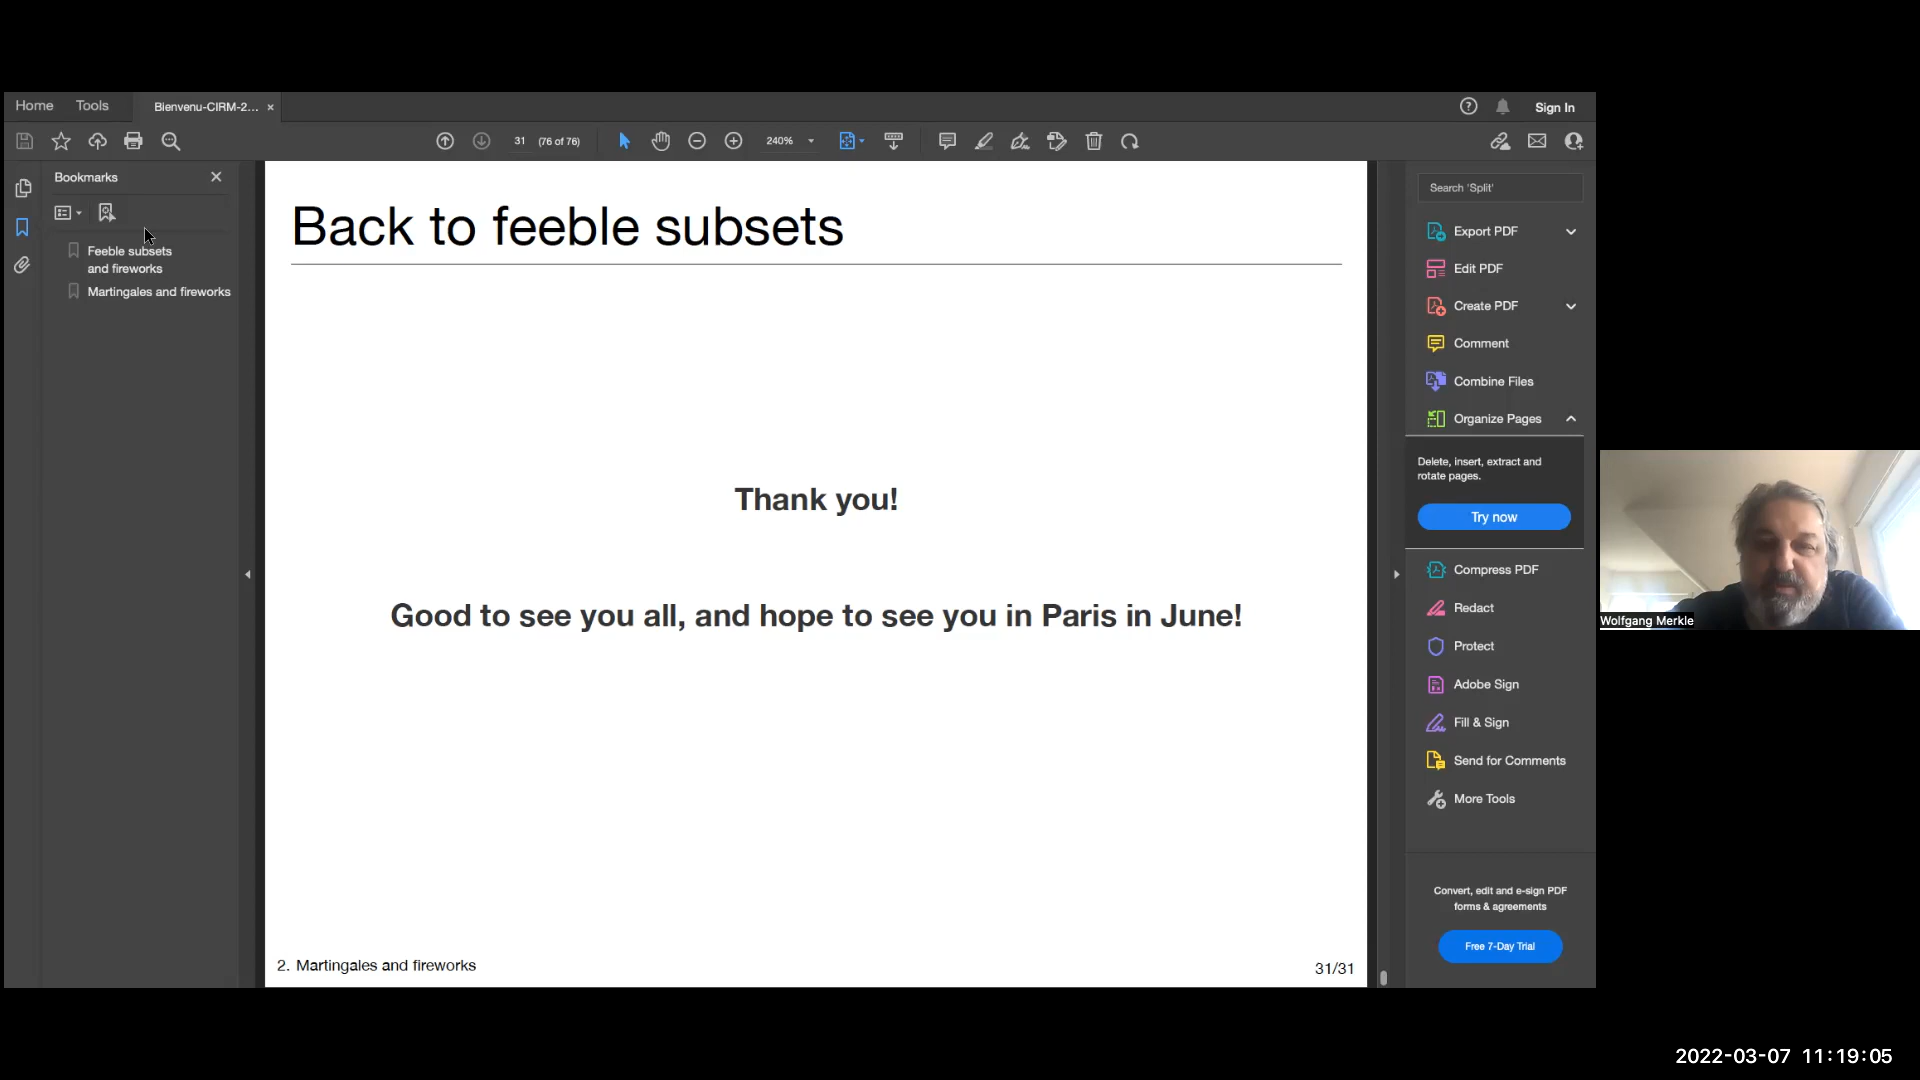 Home
Tools
Bienvenu-CIRM-2... ×
Sign In
31
(76 of 76)
240%
Bookmarks
Feeble subsets
and fireworks
Martingales and fireworks
Back to feeble subsets
Thank you!
Good to see you all, and hope to see you in Paris in June!
2. Martingales and fireworks
31/31
Search 'Split'
Export PDF
Edit PDF
Create PDF
Comment
Combine Files
Organize Pages
Delete, insert, extract and
rotate pages.
Try now
Compress PDF
Redact
Protect
Adobe Sign
Fill & Sign
Send for Comments
More Tools
Convert, edit and e-sign PDF
forms & agreements
Free 7-Day Trial
Wolfgang Merkle
2022-03-07 11:19:05